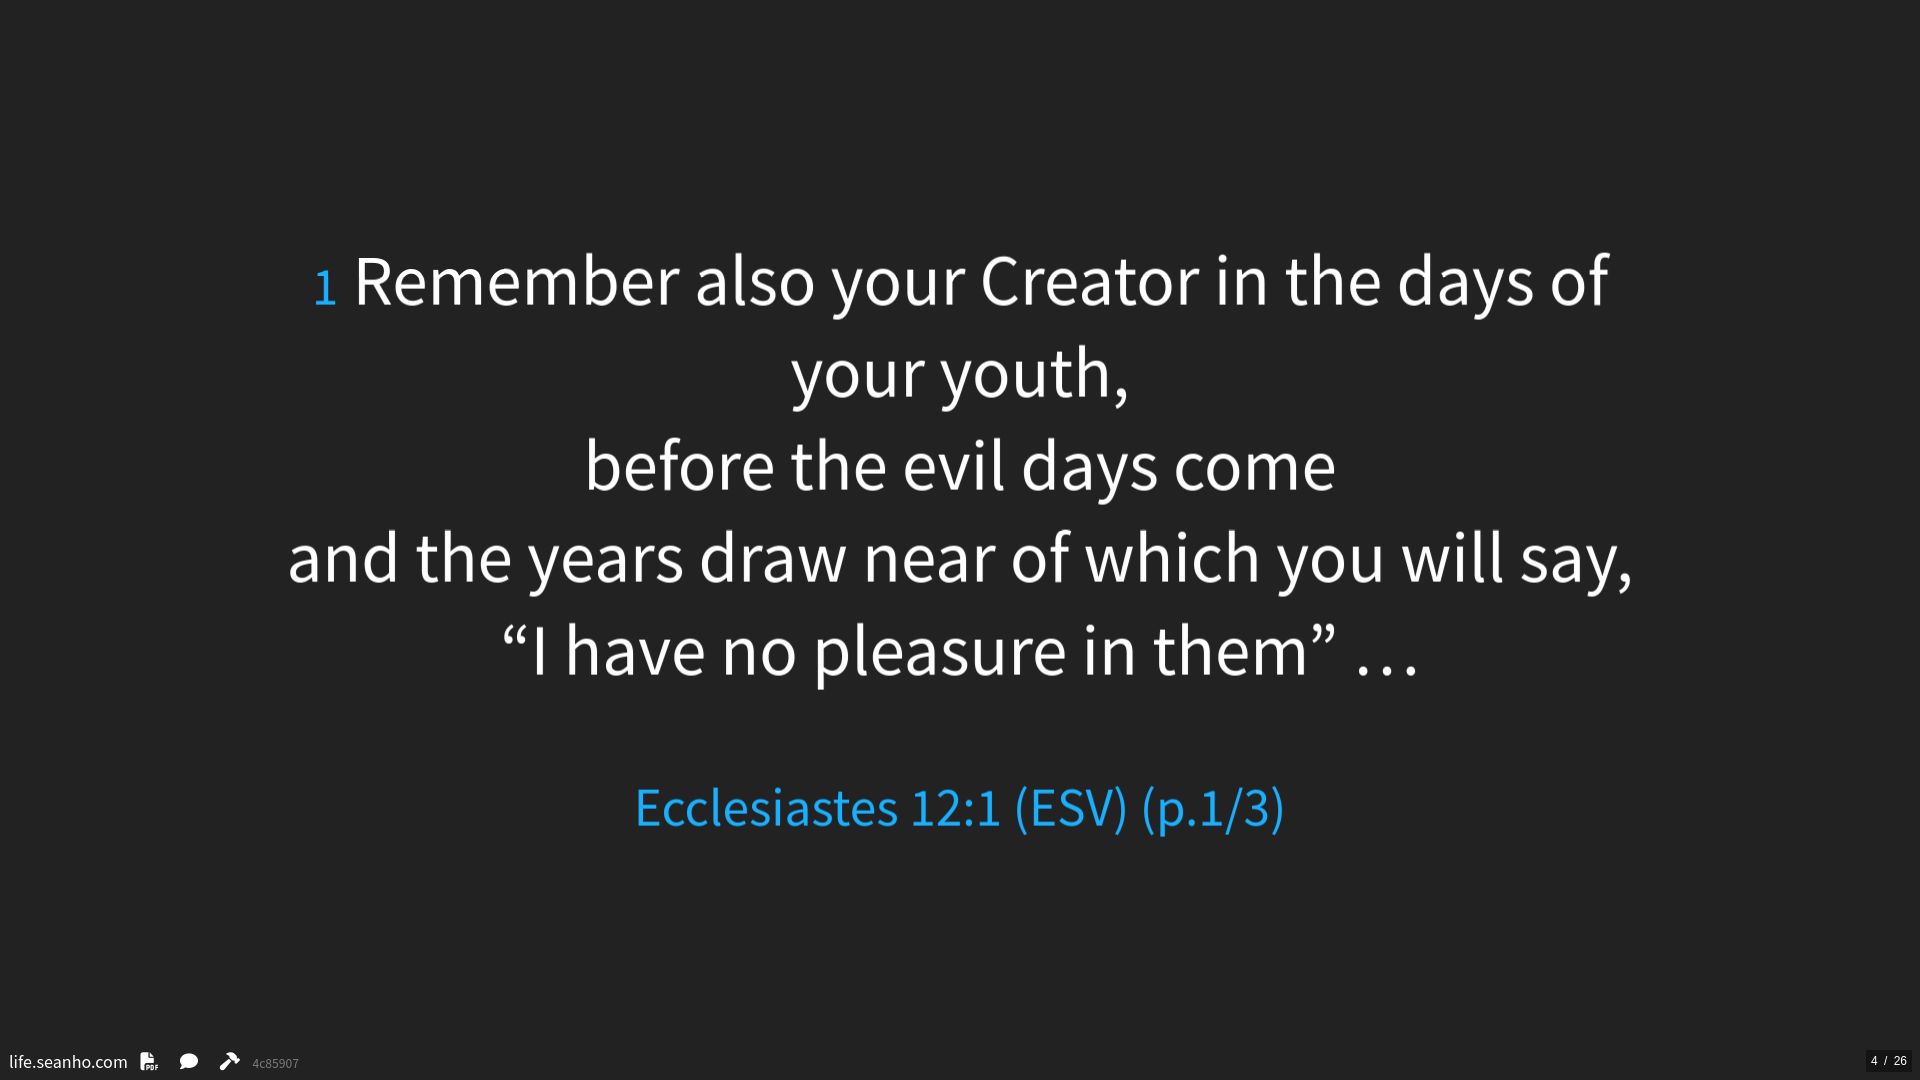 1 Remember also your Creator in the days of
your youth,
before the evil days come
and the years draw near of which you will say,
“I have no pleasure in them” …
Ecclesiastes 12:1 (ESV) (p.1/3)
life.seanho.com PDF 4c85907
4 / 26